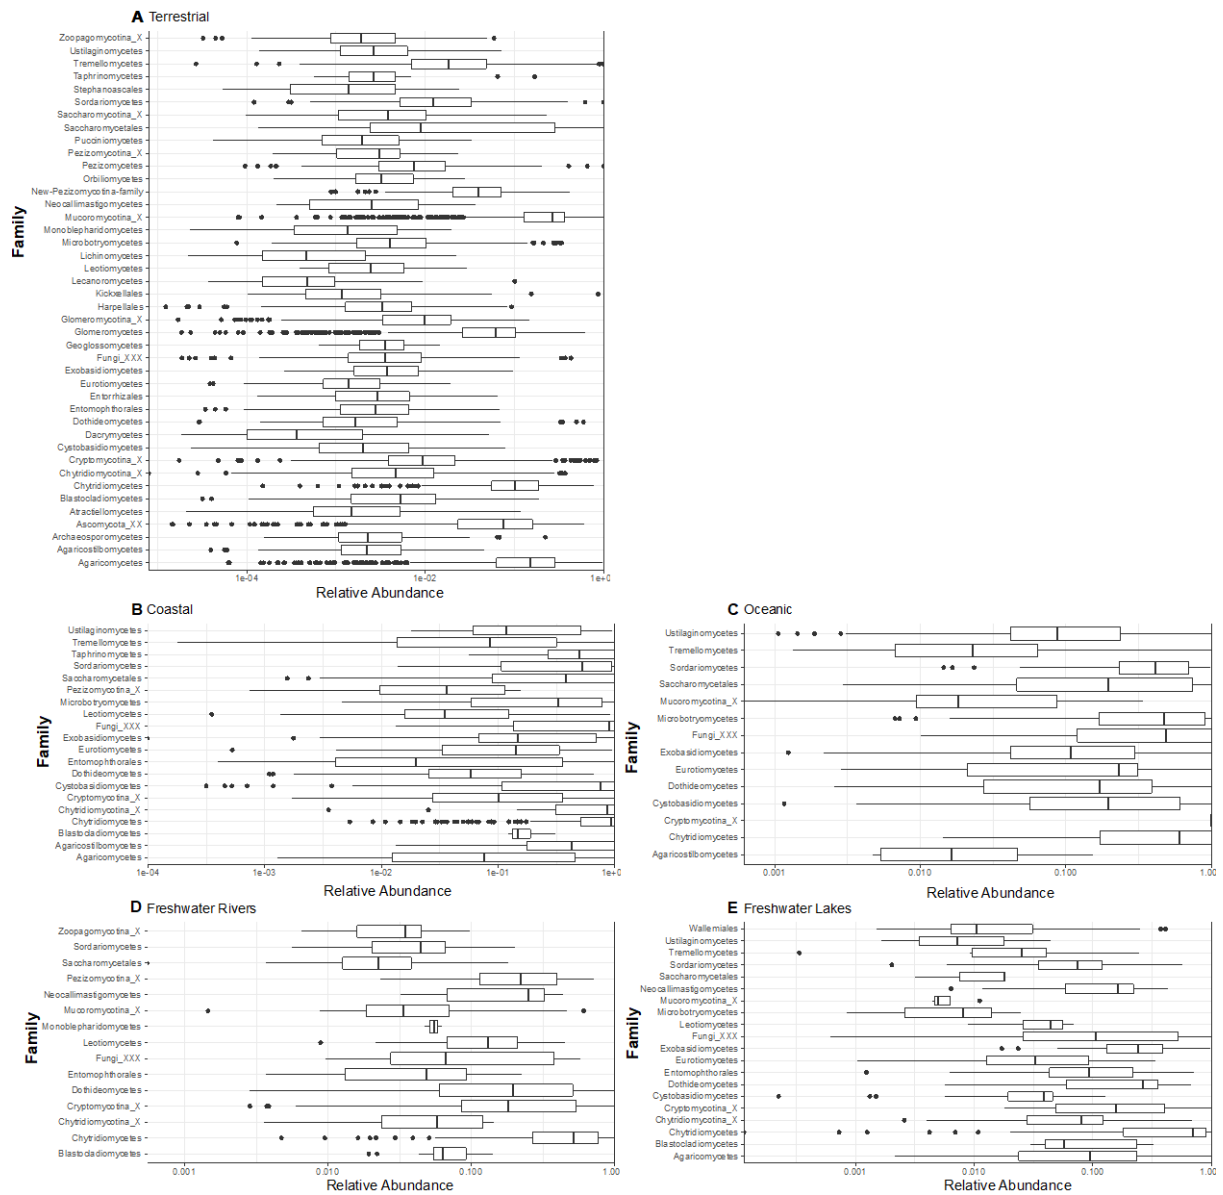 A Terrestrial
Family
Zoopagomycotina_X
Ustilaginomycetes
Tremellomycetes
Taphrinomycetes
Stephanoascales
Sordariomycetes
Saccharomycotina_X
Saccharomycetales
Pucciniomycetes
Pezizomycotina_X
Pezizomycetes
Orbiliomycetes
New-Pezizomycotina-family
Neocallimastigomycetes
Mucoromycotina_X
Monoblepharidomycetes
Microbotryomycetes
Lichinomycetes
Leotiomycetes
Lecanoromycetes
Kickxellales
Harpellales
Glomeromycotina_X
Glomeromycetes
Geoglossomycetes
Fungi_XXX
Exobasidiomycetes
Eurotiomycetes
Entorrhizales
Entomophthorales
Dothideomycetes
Dacrymycetes
Cystobasidiomycetes
Cryptomycotina_X
Chytridiomycotina_X
Chytridiomycetes
Blastocladiomycetes
Atractiellomycetes
Ascomycota_XX
Archaeosporomycetes
Agaricostilbomycetes
Agaricomycetes
1e-04 1e-02 1e+0
Relative Abundance
B Coastal
Family
Ustilaginomycetes
Tremellomycetes
Taphrinomycetes
Sordariomycetes
Saccharomycetales
Pezizomycotina_X
Microbotryomycetes
Leotiomycetes
Fungi_XXX
Exobasidiomycetes
Eurotiomycetes
Entomophthorales
Dothideomycetes
Cystobasidiomycetes
Cryptomycotina_X
Chytridiomycotina_X
Chytridiomycetes
Blastocladiomycetes
Agaricostilbomycetes
Agaricomycetes
1e-04 1e-03 1e-02 1e-01 1e+0
Relative Abundance
C Oceanic
Family
Ustilaginomycetes
Tremellomycetes
Sordariomycetes
Saccharomycetales
Mucoromycotina_X
Microbotryomycetes
Fungi_XXX
Exobasidiomycetes
Eurotiomycetes
Dothideomycetes
Cystobasidiomycetes
Cryptomycotina_X
Chytridiomycetes
Agaricostilbomycetes
0.001 0.010 0.100 1.00
Relative Abundance
D Freshwater Rivers
Family
Zoopagomycotina_X
Sordariomycetes
Saccharomycetales
Pezizomycotina_X
Neocallimastigomycetes
Mucoromycotina_X
Monoblepharidomycetes
Leotiomycetes
Fungi_XXX
Entomophthorales
Dothideomycetes
Cryptomycotina_X
Chytridiomycotina_X
Chytridiomycetes
Blastocladiomycetes
0.001 0.010 0.100 1.00
Relative Abundance
E Freshwater Lakes
Family
Wallemiales
Ustilaginomycetes
Tremellomycetes
Sordariomycetes
Saccharomycetales
Neocallimastigomycetes
Mucoromycotina_X
Microbotryomycetes
Leotiomycetes
Fungi_XXX
Exobasidiomycetes
Eurotiomycetes
Entomophthorales
Dothideomycetes
Cystobasidiomycetes
Cryptomycotina_X
Chytridiomycotina_X
Chytridiomycetes
Blastocladiomycetes
Agaricomycetes
0.001 0.010 0.100 1.00
Relative Abundance